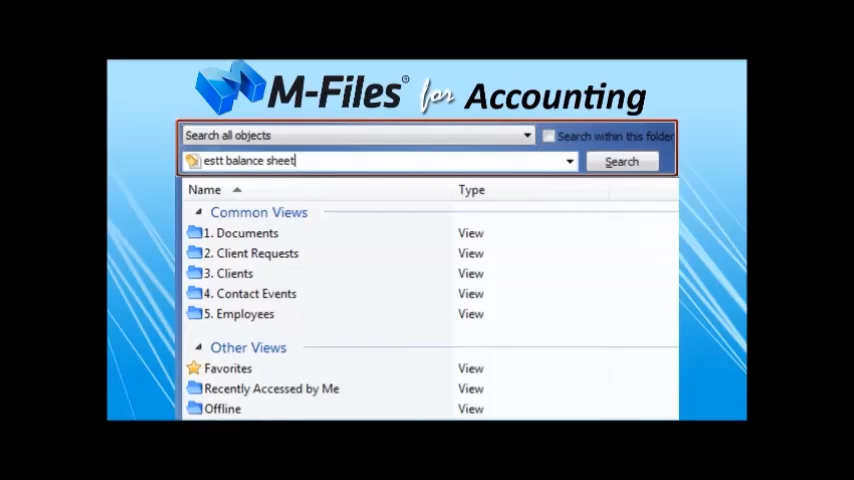 M-Files® for Accounting
Search all objects Search within this folder
estt balance sheet Search
Name Type
Common Views
1. Documents View
2. Client Requests View
3. Clients View
4. Contact Events View
5. Employees View
Other Views
Favorites View
Recently Accessed by Me View
Offline View